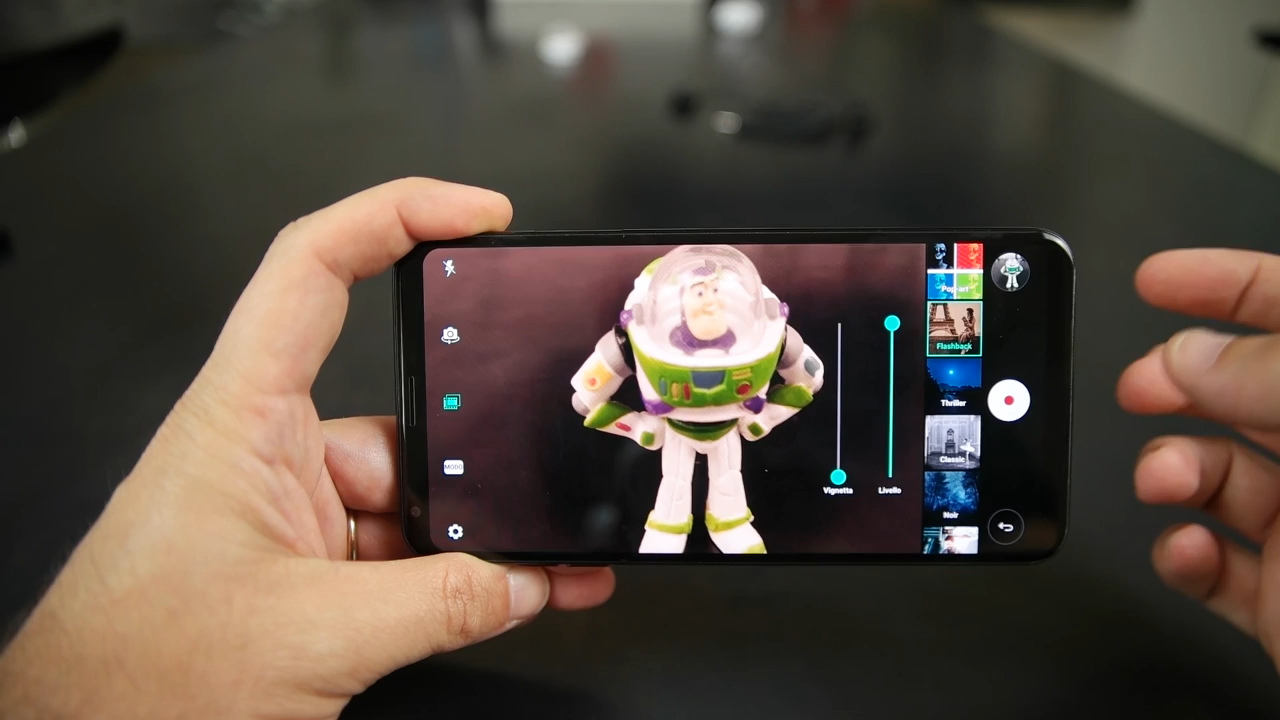 MODO
Vignetta
Livello
Pop-art
Flashback
Thriller
Classic
Noir